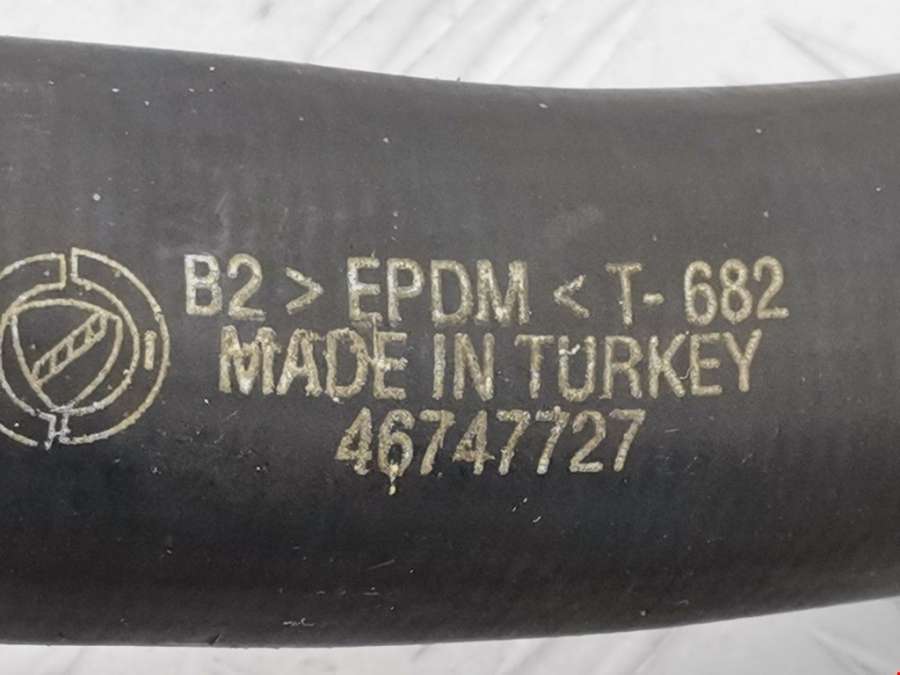 B2 > EPDM < T- 682
MADE IN TURKEY
46747727